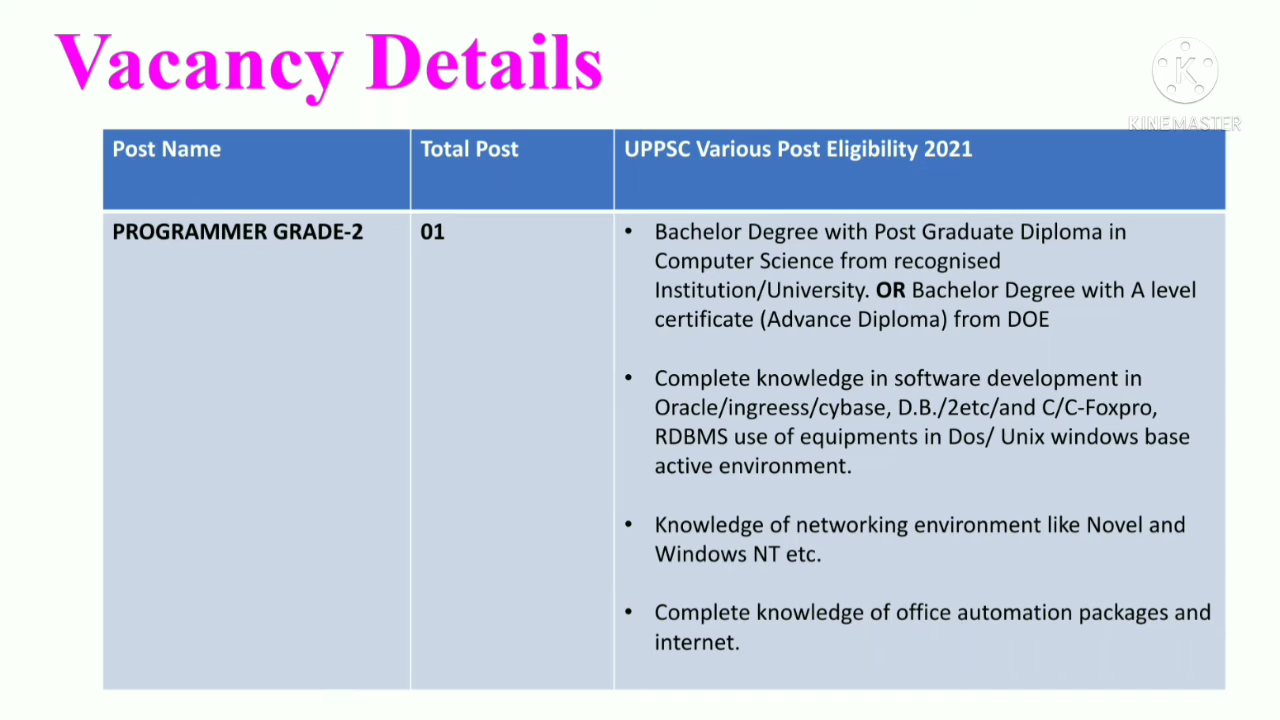 Vacancy Details
K
KINEMASTER
Post Name
Total Post
UPPSC Various Post Eligibility 2021
PROGRAMMER GRADE-2
01
• Bachelor Degree with Post Graduate Diploma in
Computer Science from recognised
Institution/University. OR Bachelor Degree with A level
certificate (Advance Diploma) from DOE
• Complete knowledge in software development in
Oracle/ingreess/cybase, D.B./2etc/and C/C-Foxpro,
RDBMS use of equipments in Dos/ Unix windows base
active environment.
• Knowledge of networking environment like Novel and
Windows NT etc.
• Complete knowledge of office automation packages and
internet.